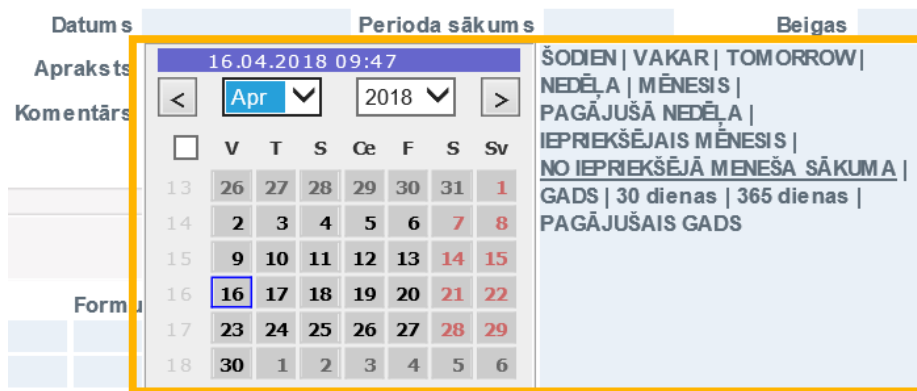 Datums Perioda sākums Beigas
Apraksts
Komentārs
16.04.2018 09:47
< Apr 2018 >
V T S Ce F S Sv
13 26 27 28 29 30 31 1
14 2 3 4 5 6 7 8
15 9 10 11 12 13 14 15
16 16 17 18 19 20 21 22
17 23 24 25 26 27 28 29
18 30 1 2 3 4 5 6
ŠODIEN | VAKAR | TOMORROW |
NEDĒĻA | MĒNESIS |
PAGĀJUŠĀ NEDĒĻA |
IEPRIEKŠĒJAIS MĒNESIS |
NO IEPRIEKŠĒJĀ MENEŠA SĀKUMA |
GADS | 30 dienas | 365 dienas |
PAGĀJUŠAIS GADS